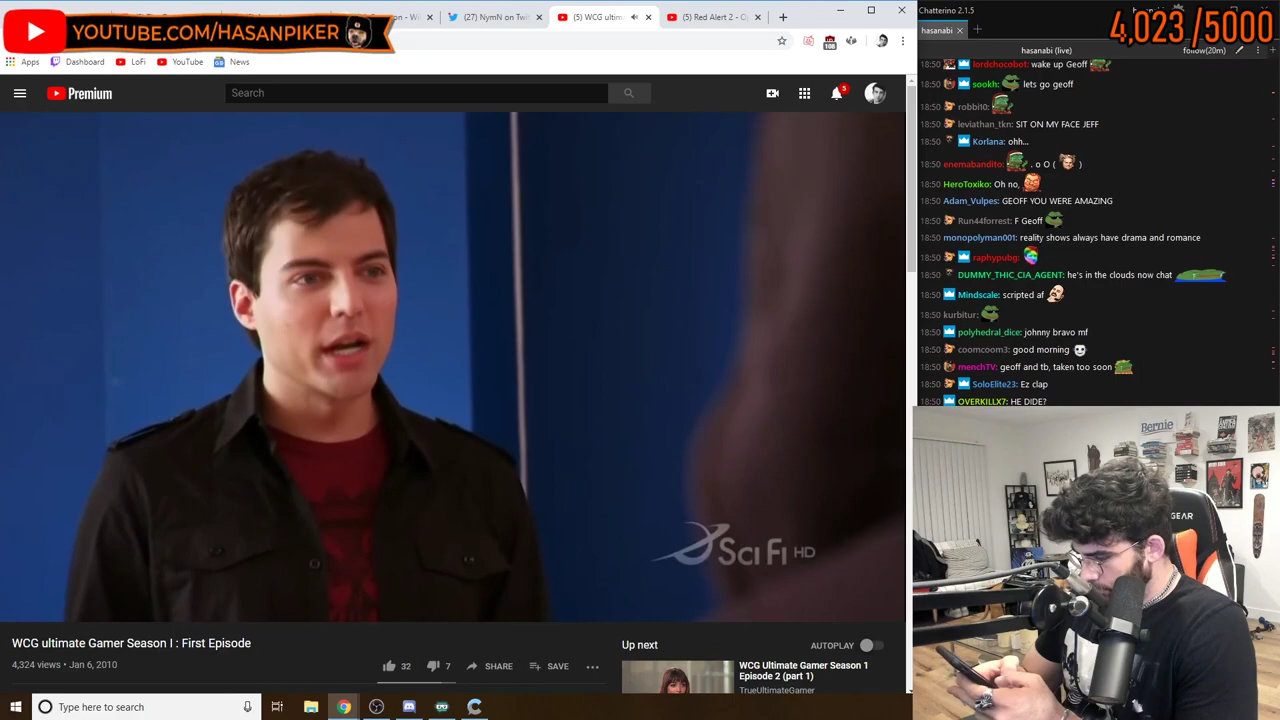 YOUTUBE.COM/HASANPIKER
(27) NymN on Twit
(5) WCG ultim
(5) Red Alert 2 - O
Chatterino 2.1.5
hasanabi
4,023 /5000
108
Apps
Dashboard
LoFi
YouTube
News
hasanabi (live)
follow(20m)
Premium
Search
5
18:50 lordchocobot: wake up Geoff
18:50 sookh: lets go geoff
18:50 robbi10:
18:50 leviathan_tkn: SIT ON MY FACE JEFF
18:50 Korlana: ohh...
18:50 enemabandito: . o O ( )
18:50 HeroToxiko: Oh no,
18:50 Adam_Vulpes: GEOFF YOU WERE AMAZING
18:50 Run44forrest: F Geoff
18:50 monopolyman001: reality shows always have drama and romance
18:50 raphypubg:
18:50 DUMMY_THIC_CIA_AGENT: he's in the clouds now chat
18:50 Mindscale: scripted af
18:50 kurbitur:
18:50 polyhedral_dice: johnny bravo mf
18:50 coomcoom3: good morning
18:50 menchTV: geoff and tb, taken too soon
18:50 SoloElite23: Ez clap
18:50 OVERKILLX7: HE DIDE?
SCI FI HD
Bernie
GEAR
WCG ultimate Gamer Season I : First Episode
4,324 views • Jan 6, 2010
32
7
SHARE
SAVE
Up next
AUTOPLAY
WCG Ultimate Gamer Season 1
Episode 2 (part 1)
TrueUltimateGamer
Type here to search